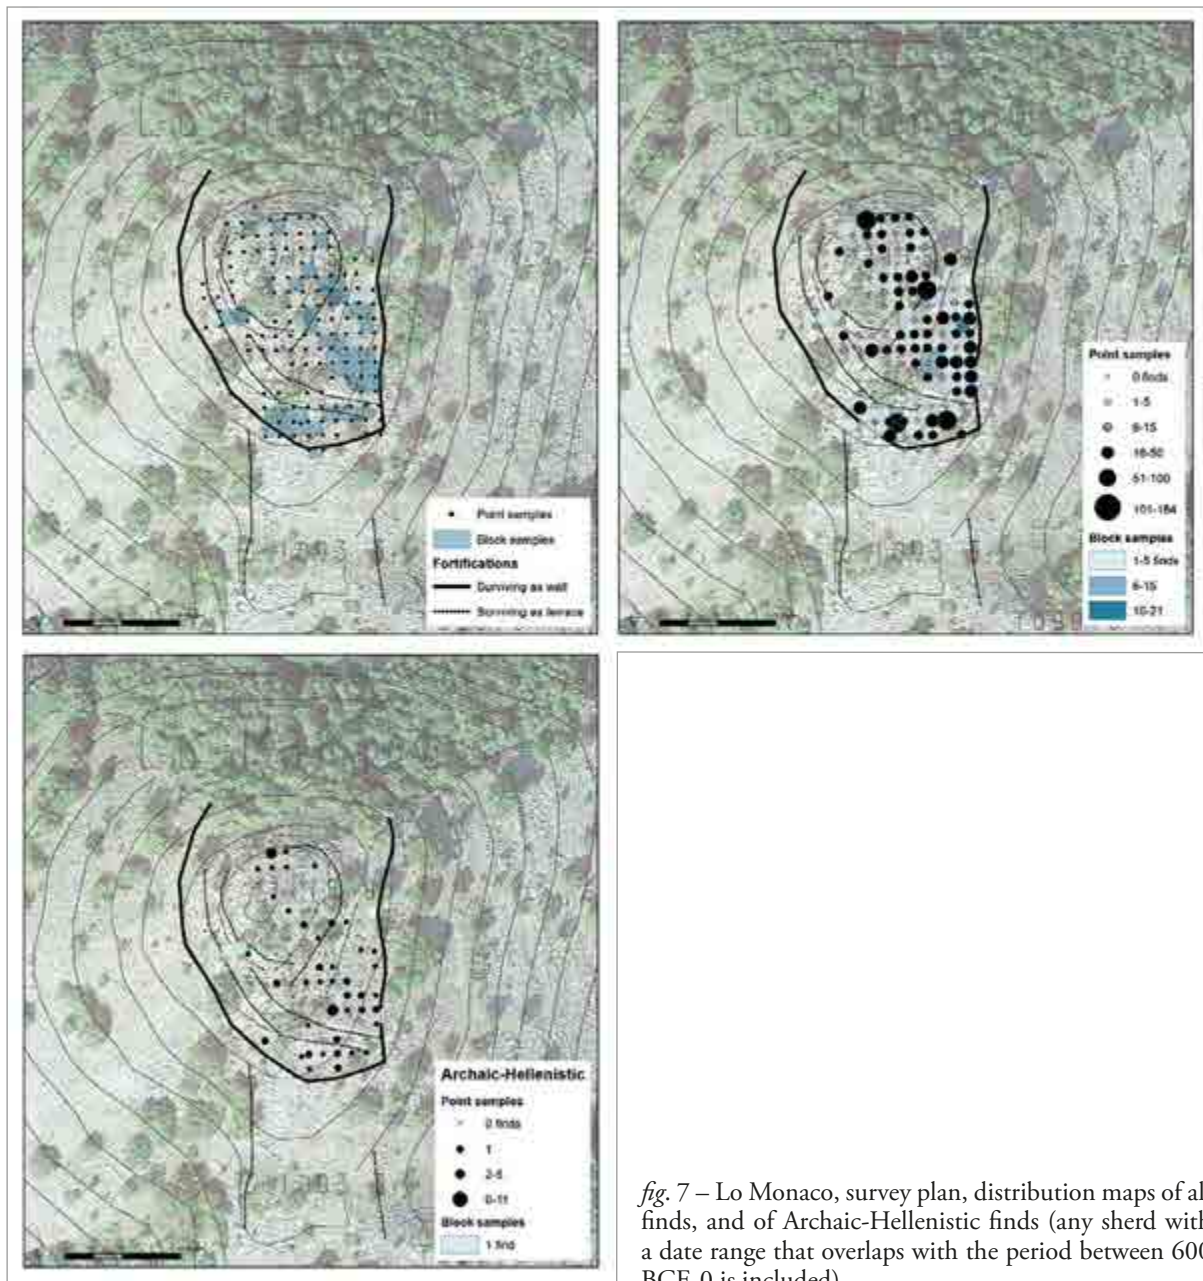 Point samples
Block samples
Fortifications
Surviving as wall
Surviving as terrace
Point samples
0 finds
1-5
6-15
16-50
51-100
101-184
Block samples
1-5 finds
6-15
10-21
Archaic-Hellenistic
Point samples
0 finds
1
2-5
0-11
Block samples
1 find
fig. 7 – Lo Monaco, survey plan, distribution maps of al
finds, and of Archaic-Hellenistic finds (any sherd with
a date range that overlaps with the period between 600
BCE-0 is included)